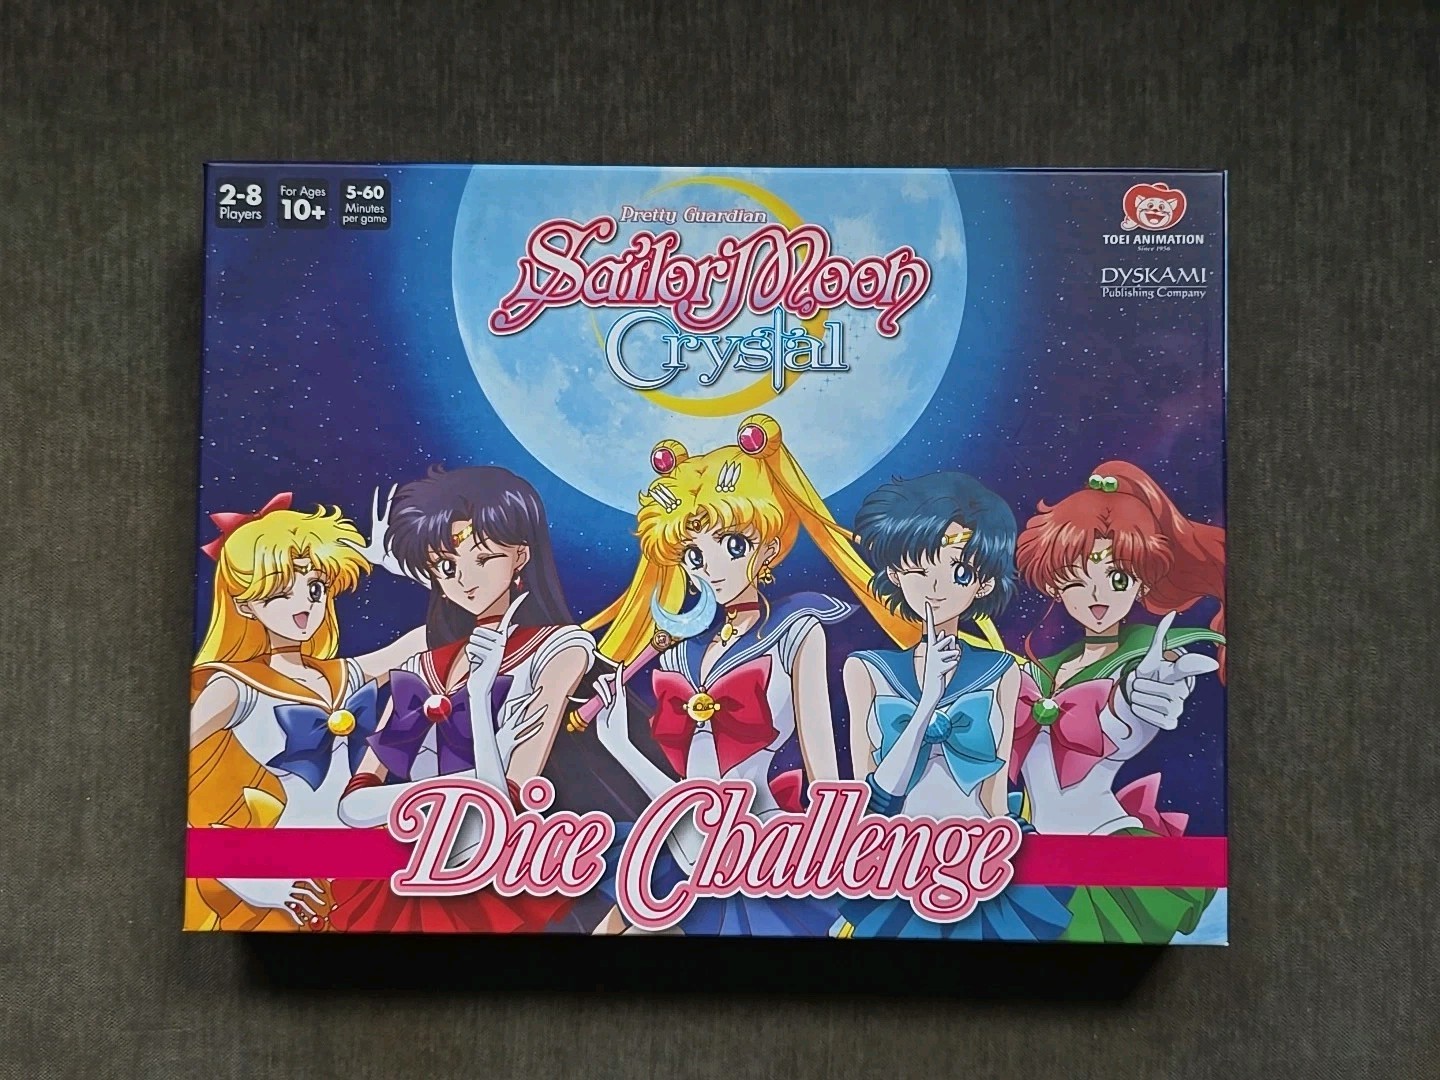 2-8
Players
For Ages
10+
5-60
Minutes
per game
Pretty Guardian
Sailor Moon
Crystal
TOEI ANIMATION
Since 1956
DYSKAMI
Publishing Company
Dice Challenge